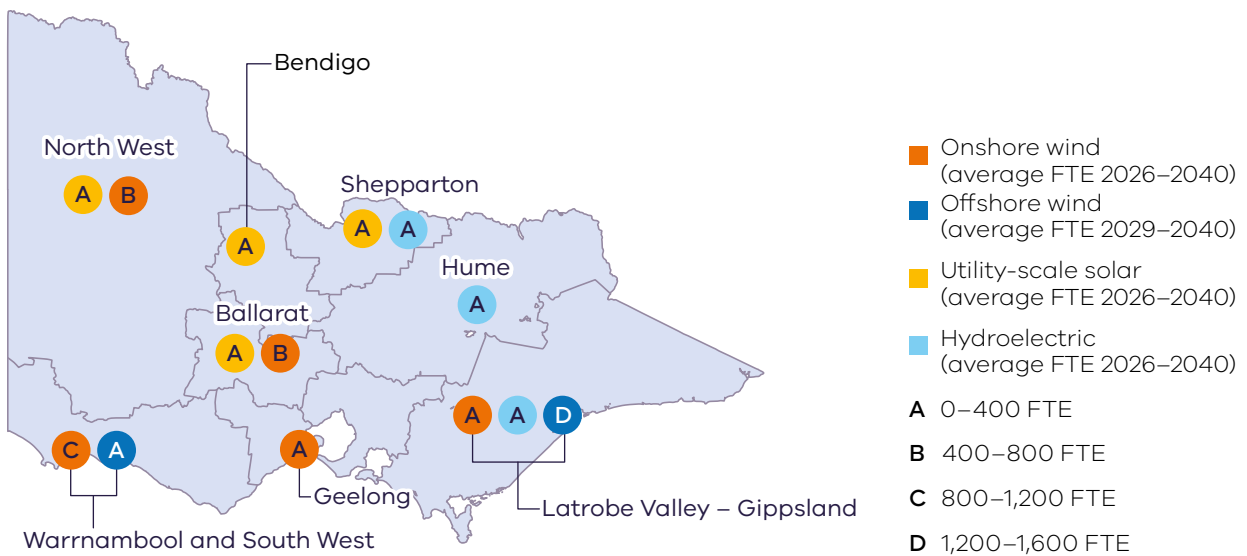 Bendigo
North West
A B
Shepparton
A A
A
Hume
A
Ballarat
A B
A A D
C A
A
Geelong
Latrobe Valley – Gippsland
Warrnambool and South West
Onshore wind
(average FTE 2026–2040)
Offshore wind
(average FTE 2029–2040)
Utility-scale solar
(average FTE 2026–2040)
Hydroelectric
(average FTE 2026–2040)
A 0–400 FTE
B 400–800 FTE
C 800–1,200 FTE
D 1,200–1,600 FTE